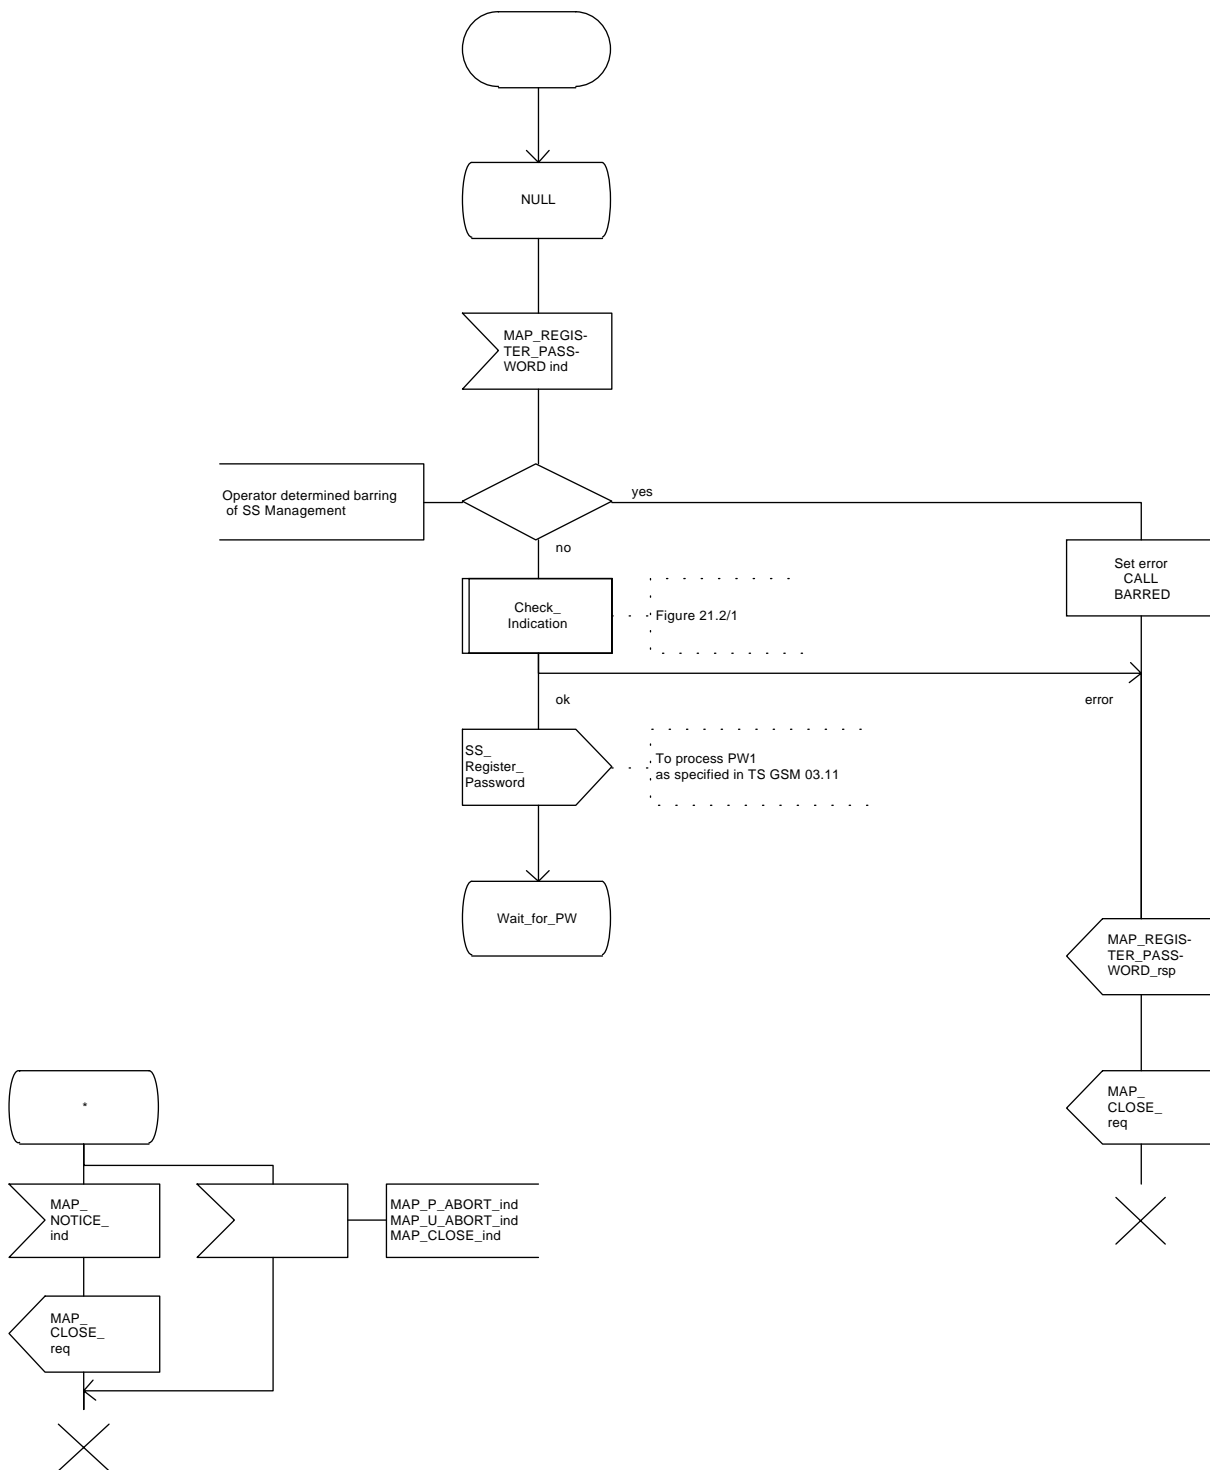 NULL
MAP_REGIS-
TER_PASS-
WORD ind
Operator determined barring
of SS Management
yes
no
Set error
CALL
BARRED
Check_
Indication
Figure 21.2/1
ok
error
SS_
Register_
Password
To process PW1
as specified in TS GSM 03.11
Wait_for_PW
MAP_REGIS-
TER_PASS-
WORD_rsp
MAP_
CLOSE_
req
*
MAP_
NOTICE_
ind
MAP_P_ABORT_ind
MAP_U_ABORT_ind
MAP_CLOSE_ind
MAP_
CLOSE_
req